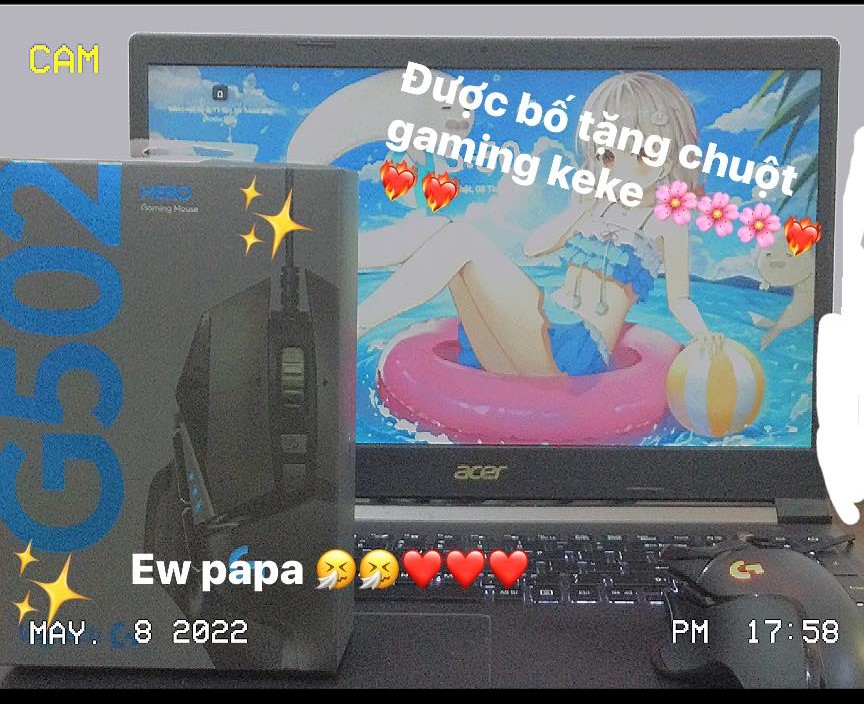 CAM
Được bố tặng chuột
gaming keke 🌸🌸🌸❤️‍🔥
❤️‍🔥❤️‍🔥
HERO
Gaming Mouse
G502
acer
Ew papa 🤧🤧❤️❤️❤️
MAY. 8 2022
PM 17:58